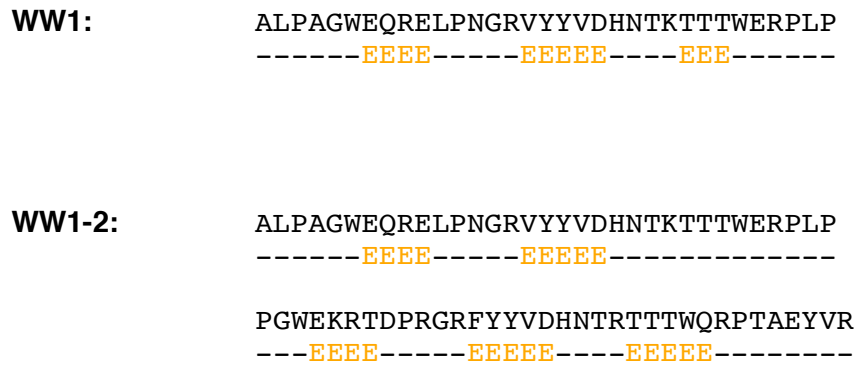 WW1: ALPAGWEQRELPNGRVYYVDHNTKTTTWERPLP
------EEEE-----EEEEE----EEE------
WW1-2: ALPAGWEQRELPNGRVYYVDHNTKTTTWERPLP
------EEEE-----EEEEE-------------
PGWEKRTDPRGRFYYVDHNTRTTTWQRPTAEYVR
---EEEE-----EEEEE----EEEEE--------